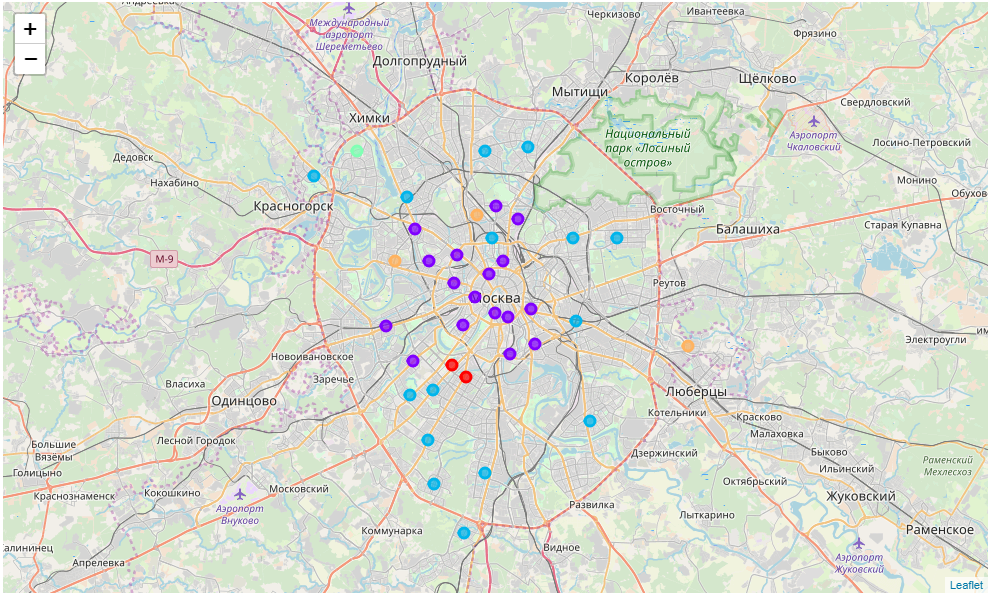 Андреевка
+
−
Международный
аэропорт
Шереметьево
Черкизово
Ивантеевка
Фрязино
Долгопрудный
Мытищи
Королёв
Щёлково
Свердловский
Химки
Национальный
парк «Лосиный
остров»
Аэропорт
Чкаловский
Лосино-Петровский
Дедовск
Нахабино
Монино
Обухово
Красногорск
Восточный
Балашиха
Старая Купавна
М-9
Реутов
Москва
Электроугли
Новоивановское
Заречье
Власиха
Одинцово
Люберцы
Котельники
Красково
Малаховка
Лесной Городок
Большие
Вязёмы
Голицыно
Дзержинский
Быково
Ильинский
Раменский
Мехлесхоз
Краснознаменск
Кокошкино
Московский
Октябрьский
Жуковский
Аэропорт
Внуково
Развилка
Лыткарино
Коммунарка
Раменское
Видное
Калининец
Апрелевка
Аэропорт
Жуковский
Leaflet